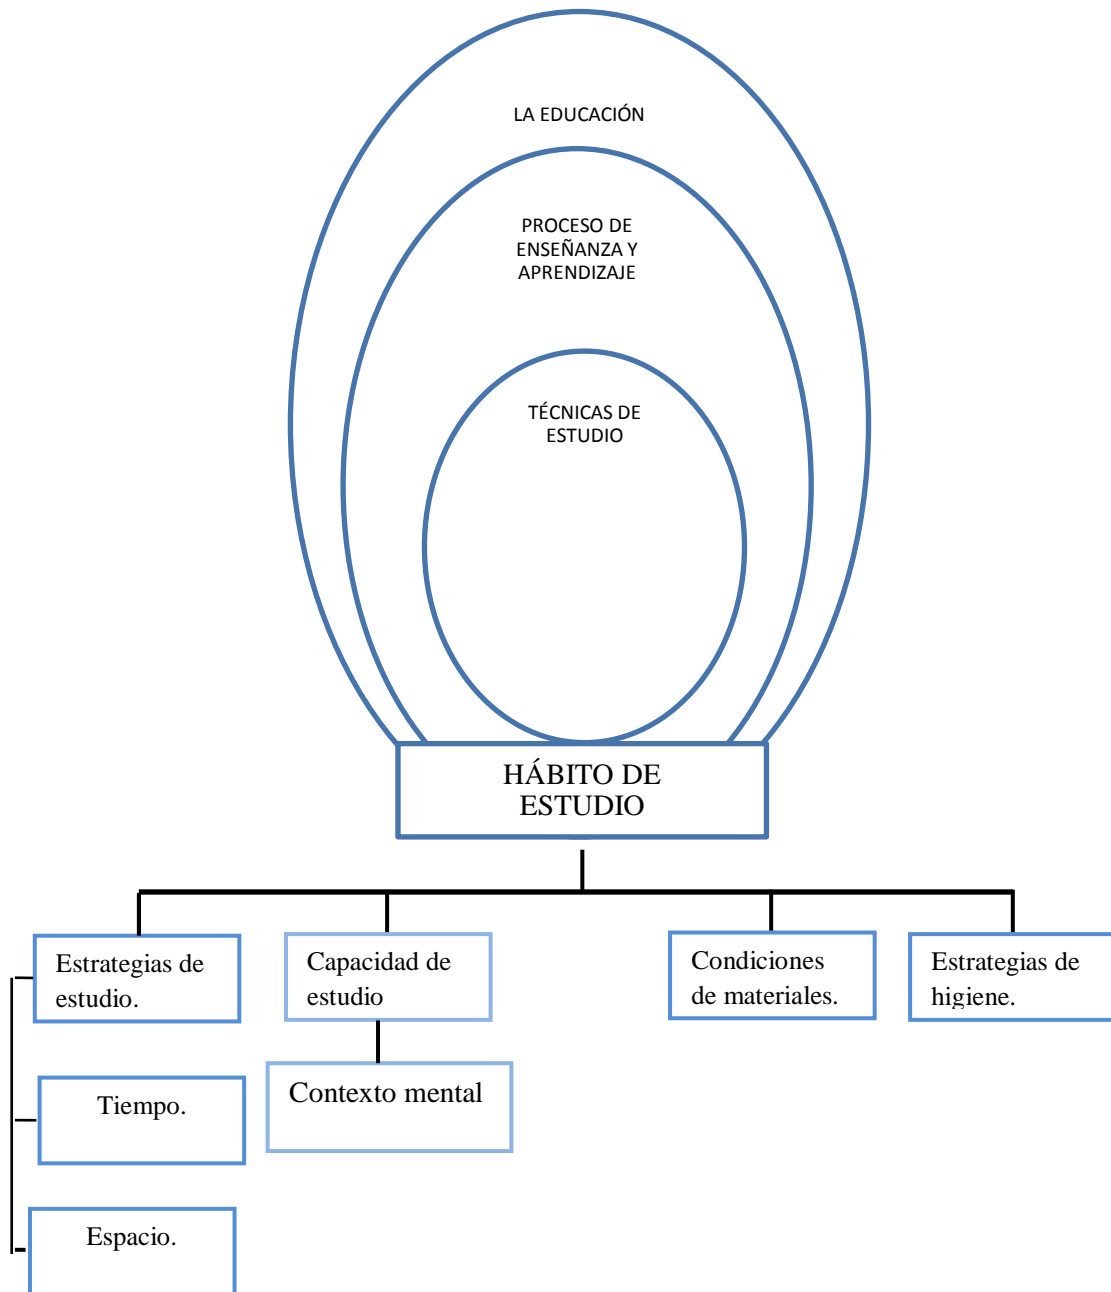 LA EDUCACIÓN
PROCESO DE
ENSEÑANZA Y
APRENDIZAJE
TÉCNICAS DE
ESTUDIO
HÁBITO DE
ESTUDIO
Estrategias de
estudio.
Capacidad de
estudio
Condiciones
de materiales.
Estrategias de
higiene.
Tiempo.
Contexto mental
Espacio.